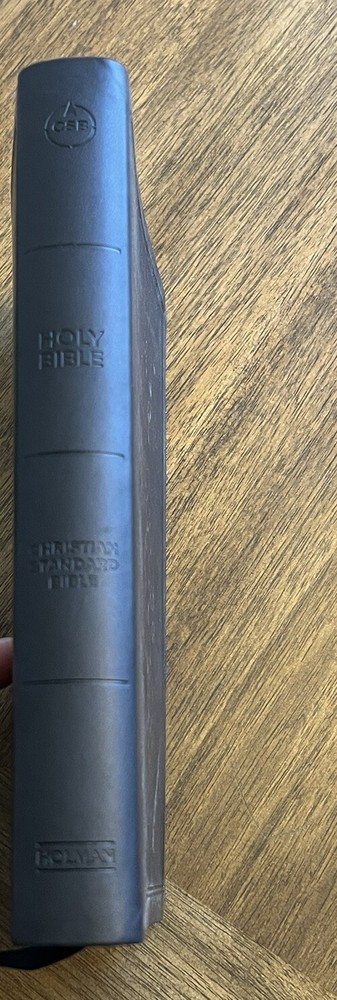 CSB
HOLY
BIBLE
CHRISTIAN
STANDARD
BIBLE
HOLMAN